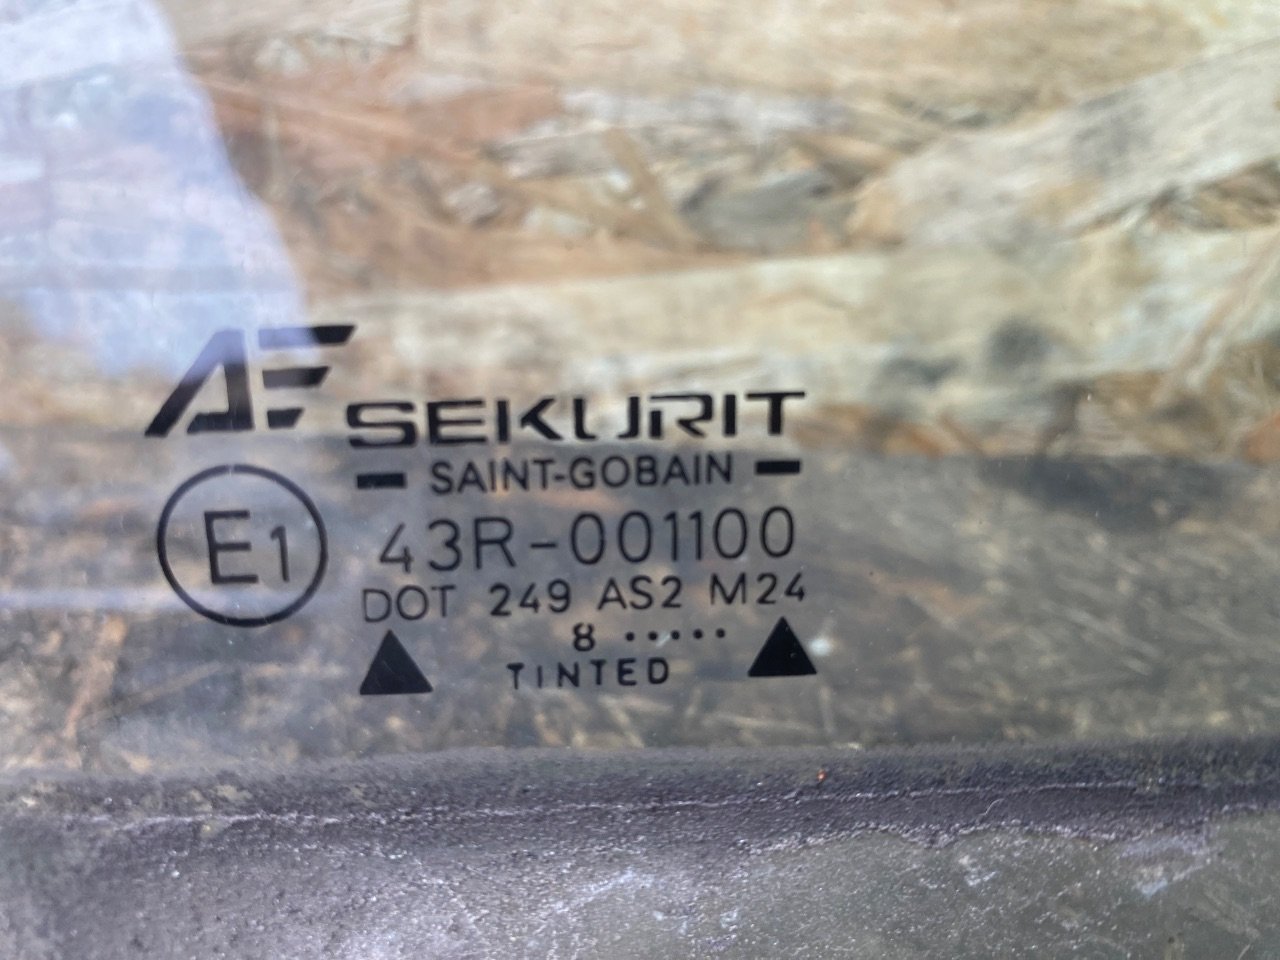 AF SEKURIT
SAINT-GOBAIN
E1 43R-001100
DOT 249 AS2 M24
8 •••••
TINTED